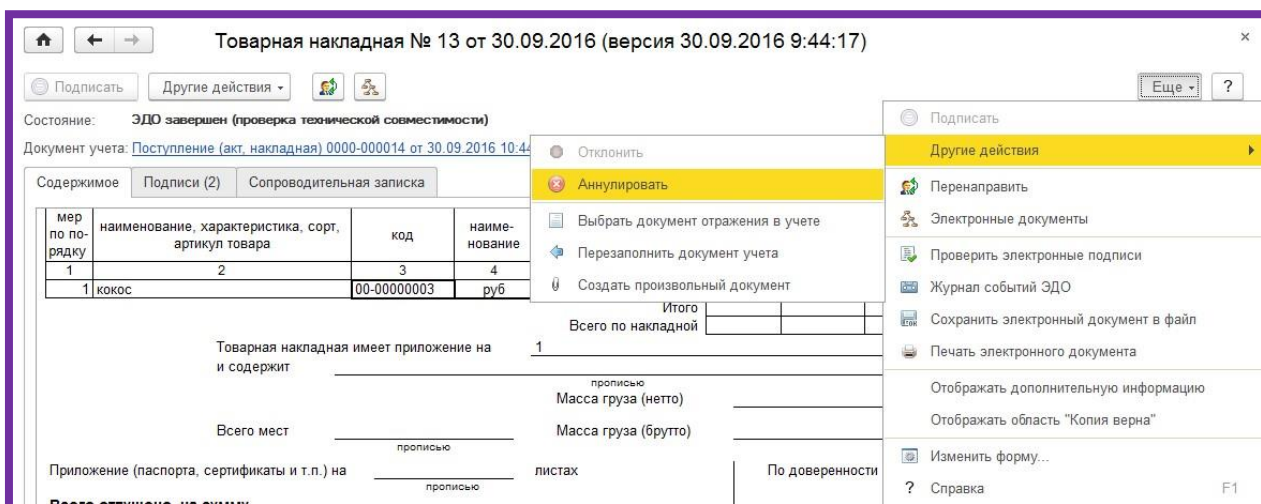 Товарная накладная № 13 от 30.09.2016 (версия 30.09.2016 9:44:17)
Подписать
Другие действия
Еще
?
Состояние: ЭДО завершен (проверка технической совместимости)
Документ учета: Поступление (акт, накладная) 0000-000014 от 30.09.2016 10:44
Содержимое
Подписи (2)
Сопроводительная записка
мер
по по-
рядку
наименование, характеристика, сорт,
артикул товара
код
наиме-
нование
1 2 3 4
1 кокос 00-00000003 руб
Итого
Всего по накладной
Товарная накладная имеет приложение на 1
и содержит
прописью
Масса груза (нетто)
Всего мест
Масса груза (брутто)
прописью
Приложение (паспорта, сертификаты и т.п.) на листах
По доверенности
прописью
Всего отпущено на сумму
Отклонить
Аннулировать
Выбрать документ отражения в учете
Перезаполнить документ учета
Создать произвольный документ
Подписать
Другие действия
Перенаправить
Электронные документы
Проверить электронные подписи
Журнал событий ЭДО
Сохранить электронный документ в файл
Печать электронного документа
Отображать дополнительную информацию
Отображать область "Копия верна"
Изменить форму...
? Справка F1